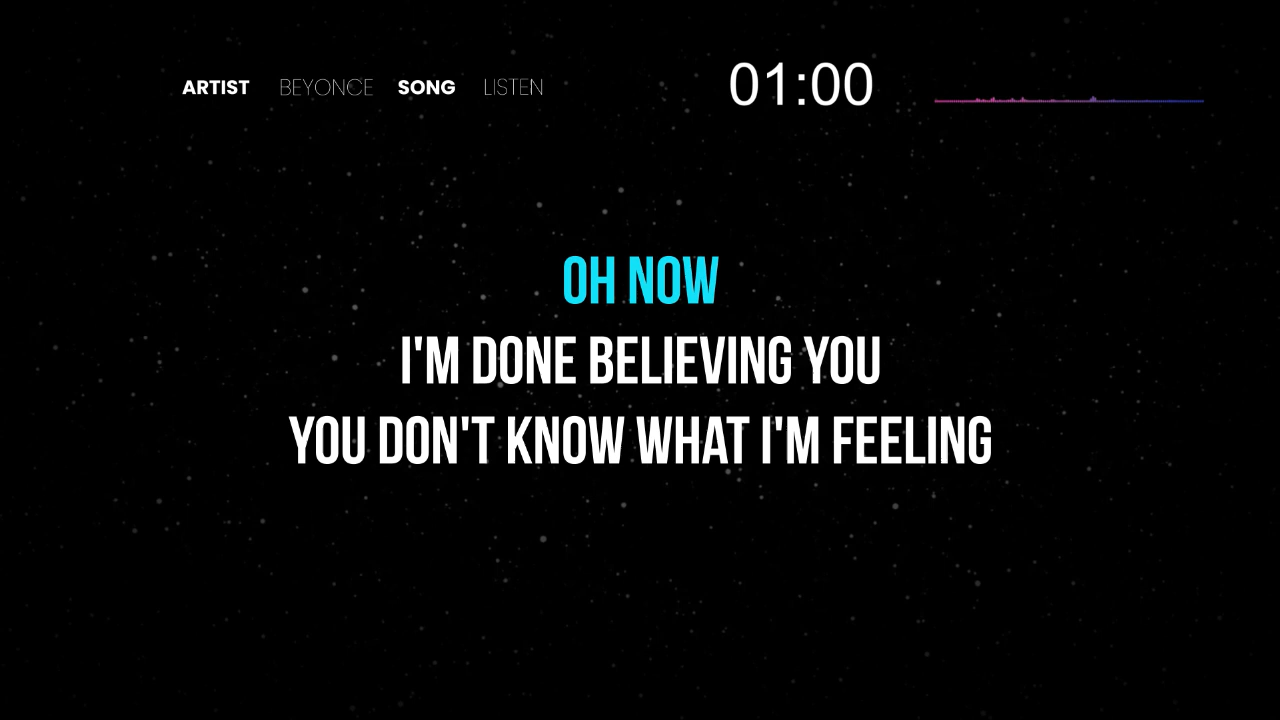 ARTIST BEYONCE SONG LISTEN 01:00
OH NOW
I'M DONE BELIEVING YOU
YOU DON'T KNOW WHAT I'M FEELING